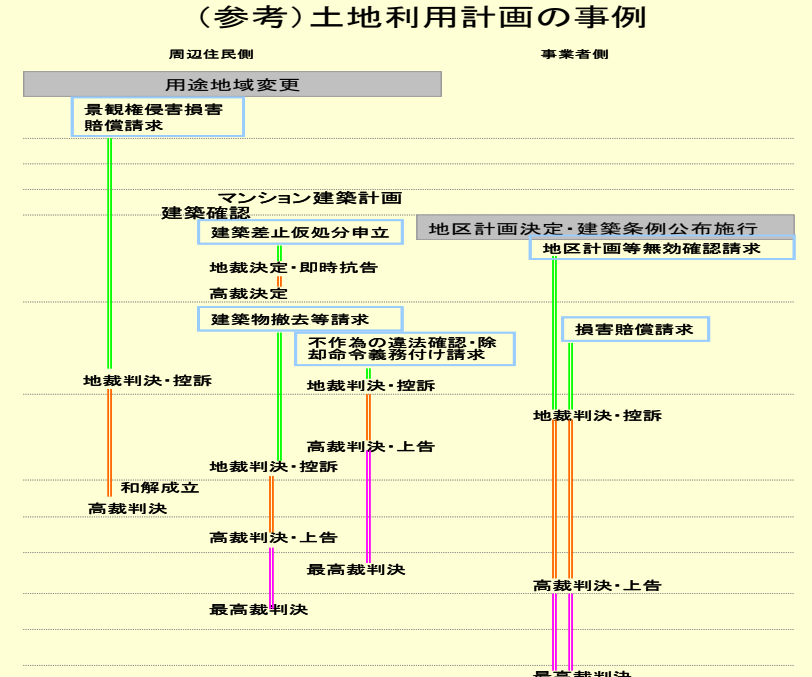 (参考)土地利用計画の事例
周辺住民側
事業者側
用途地域変更
景観権侵害損害
賠償請求
マンション建築計画
建築確認
建築差止仮処分申立
地区計画決定・建築条例公布施行
地区計画等無効確認請求
地裁決定・即時抗告
高裁決定
建築物撤去等請求
損害賠償請求
不作為の違法確認・除
却命令義務付け請求
地裁判決・控訴
地裁判決・控訴
地裁判決・控訴
高裁判決・上告
地裁判決・控訴
和解成立
高裁判決
高裁判決・上告
最高裁判決
高裁判決・上告
最高裁判決
最高裁判決